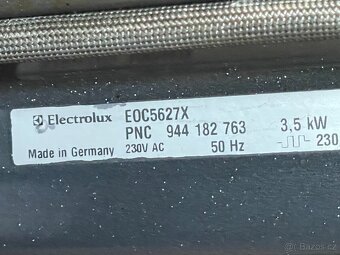 Electrolux EOC5627X
PNC 944 182 763 3,5 kW
Made in Germany 230V AC 50 Hz 230
bazos.cz